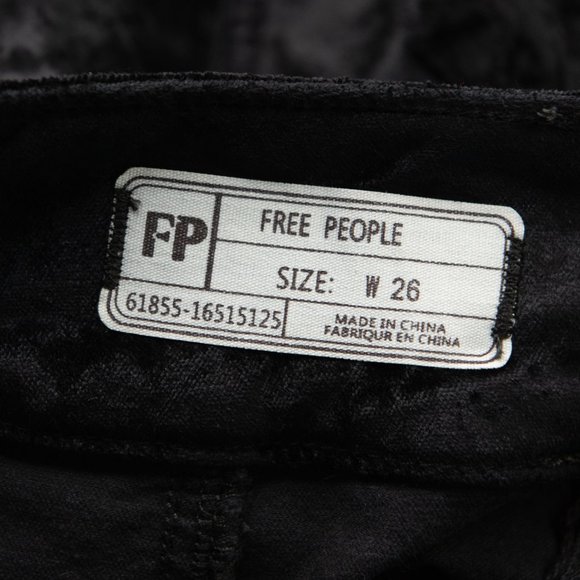 FP
FREE PEOPLE
SIZE: W 26
61855-16515125
MADE IN CHINA
FABRIQUR EN CHINA